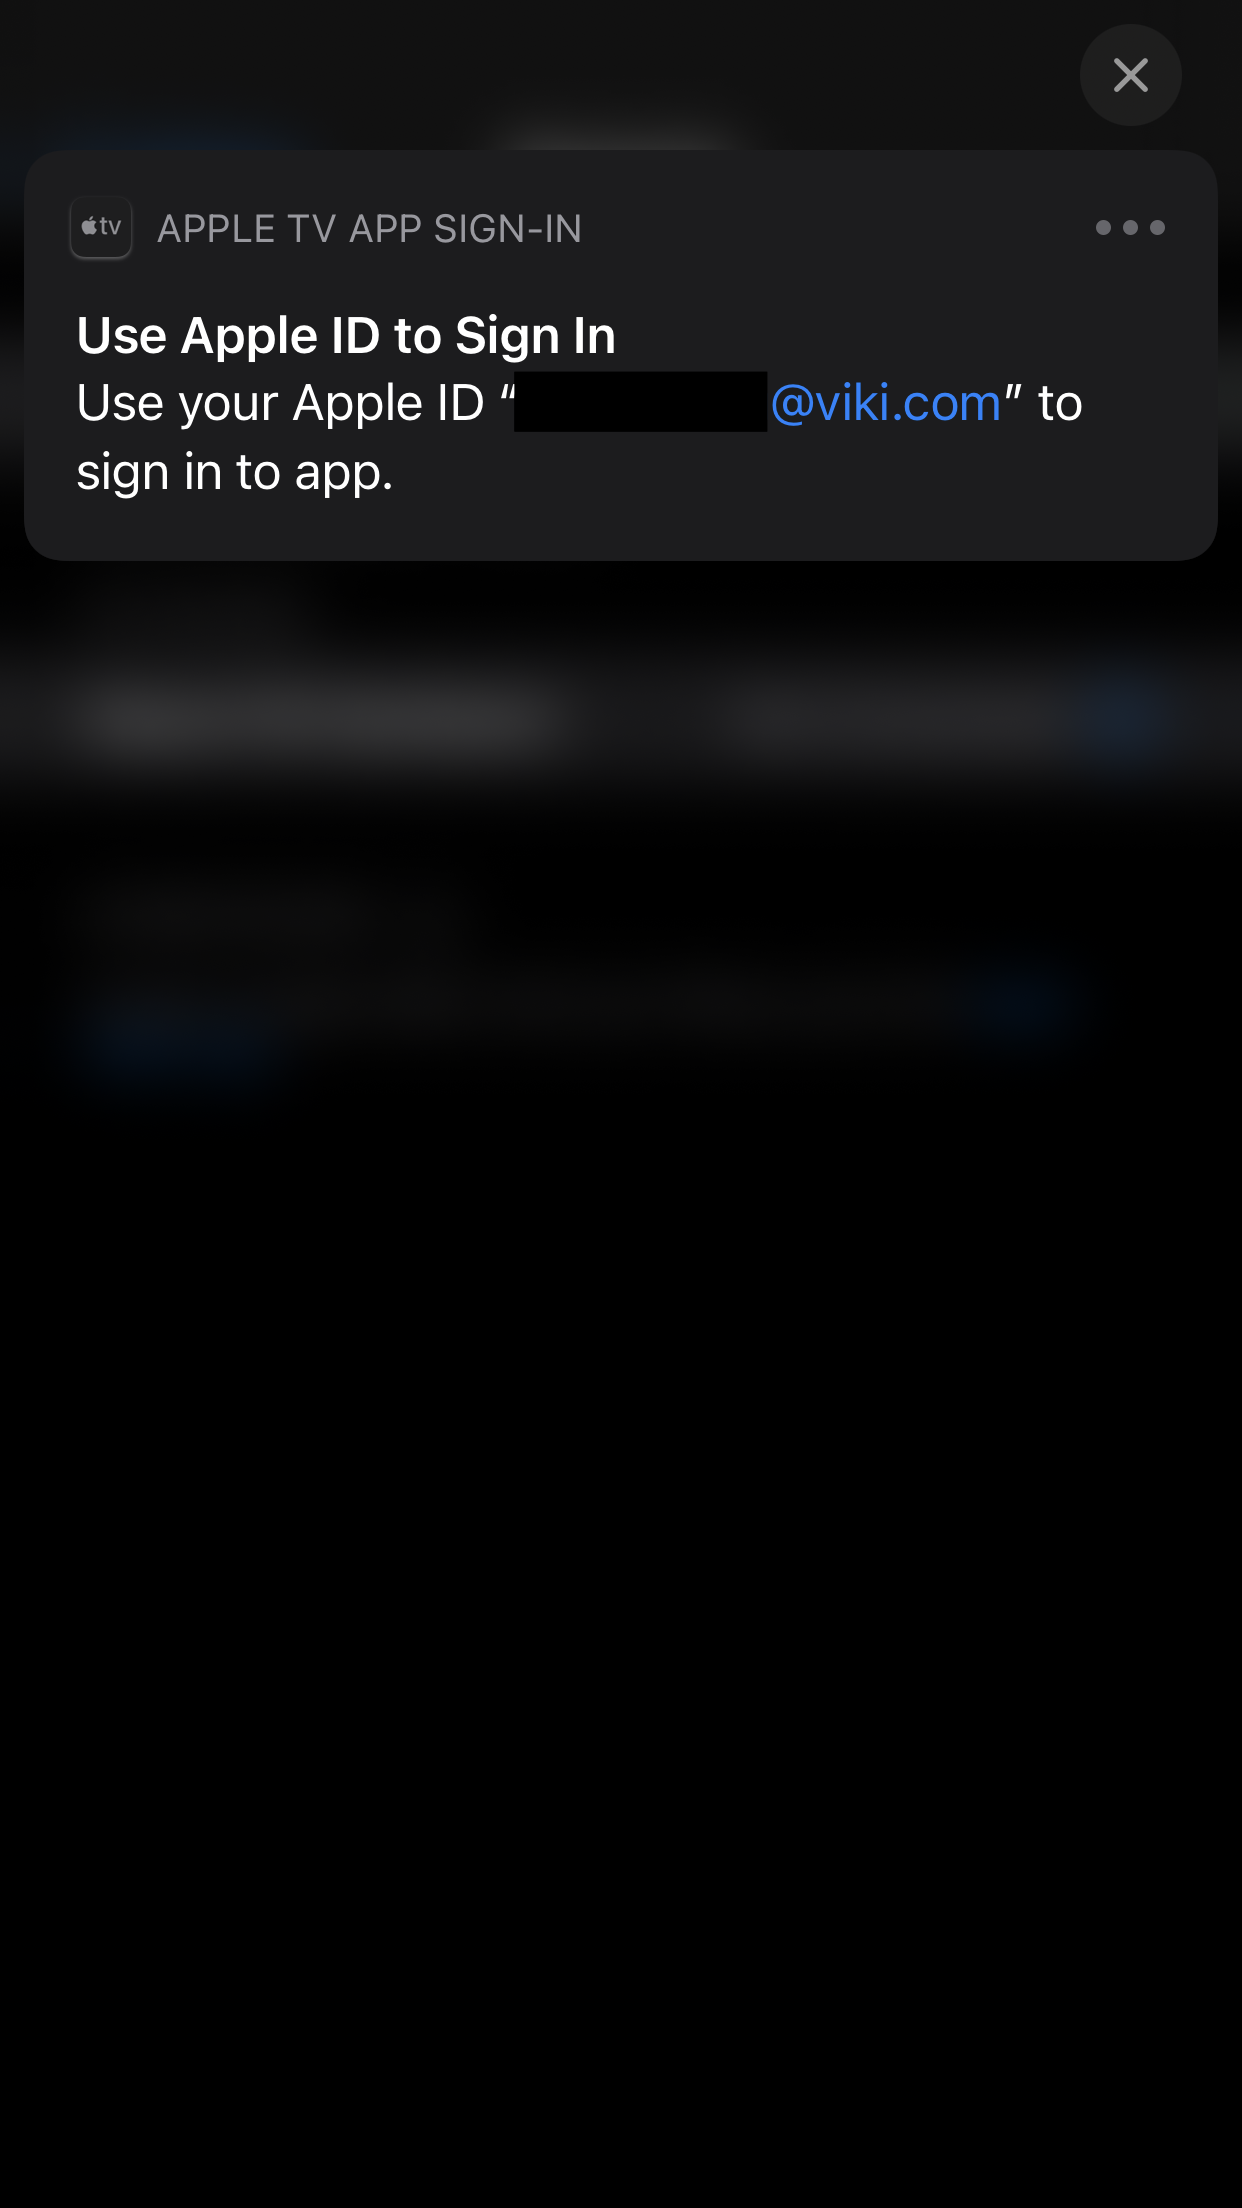 tv APPLE TV APP SIGN-IN
Use Apple ID to Sign In
Use your Apple ID “@viki.com” to
sign in to app.